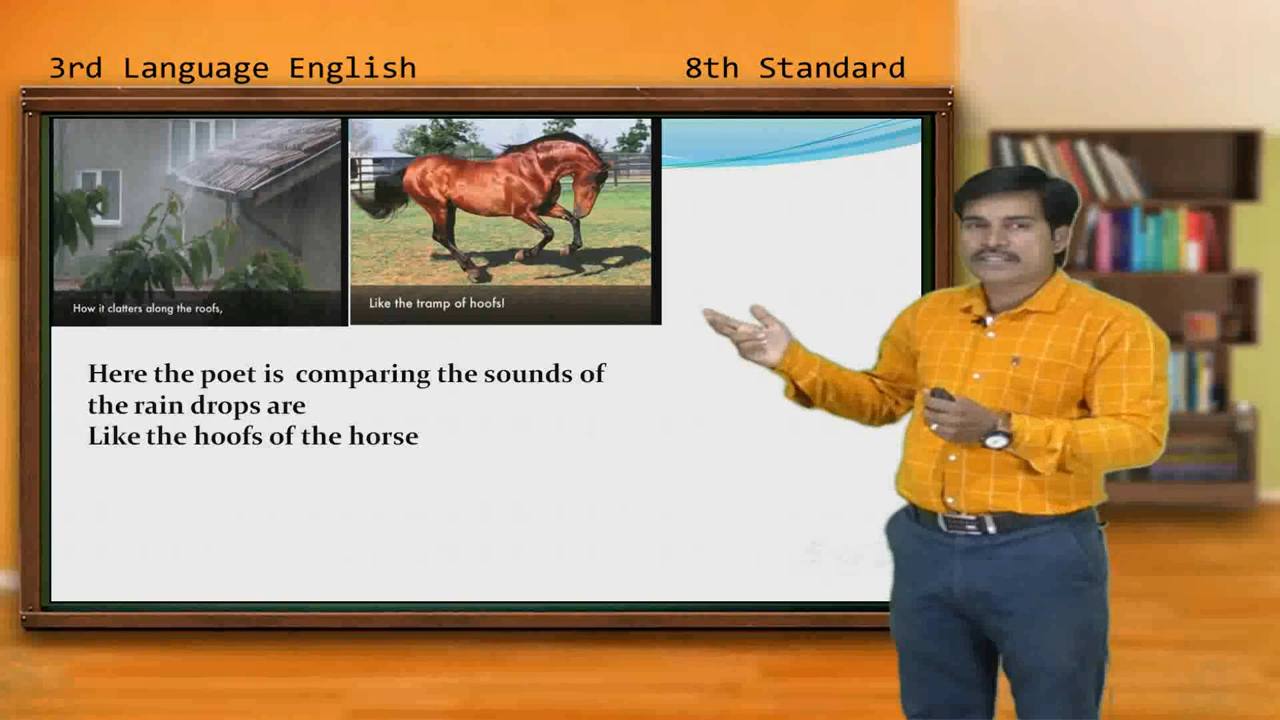 3rd Language English
8th Standard
How it clatters along the roofs,
Like the tramp of hoofs!
Here the poet is comparing the sounds of
the rain drops are
Like the hoofs of the horse